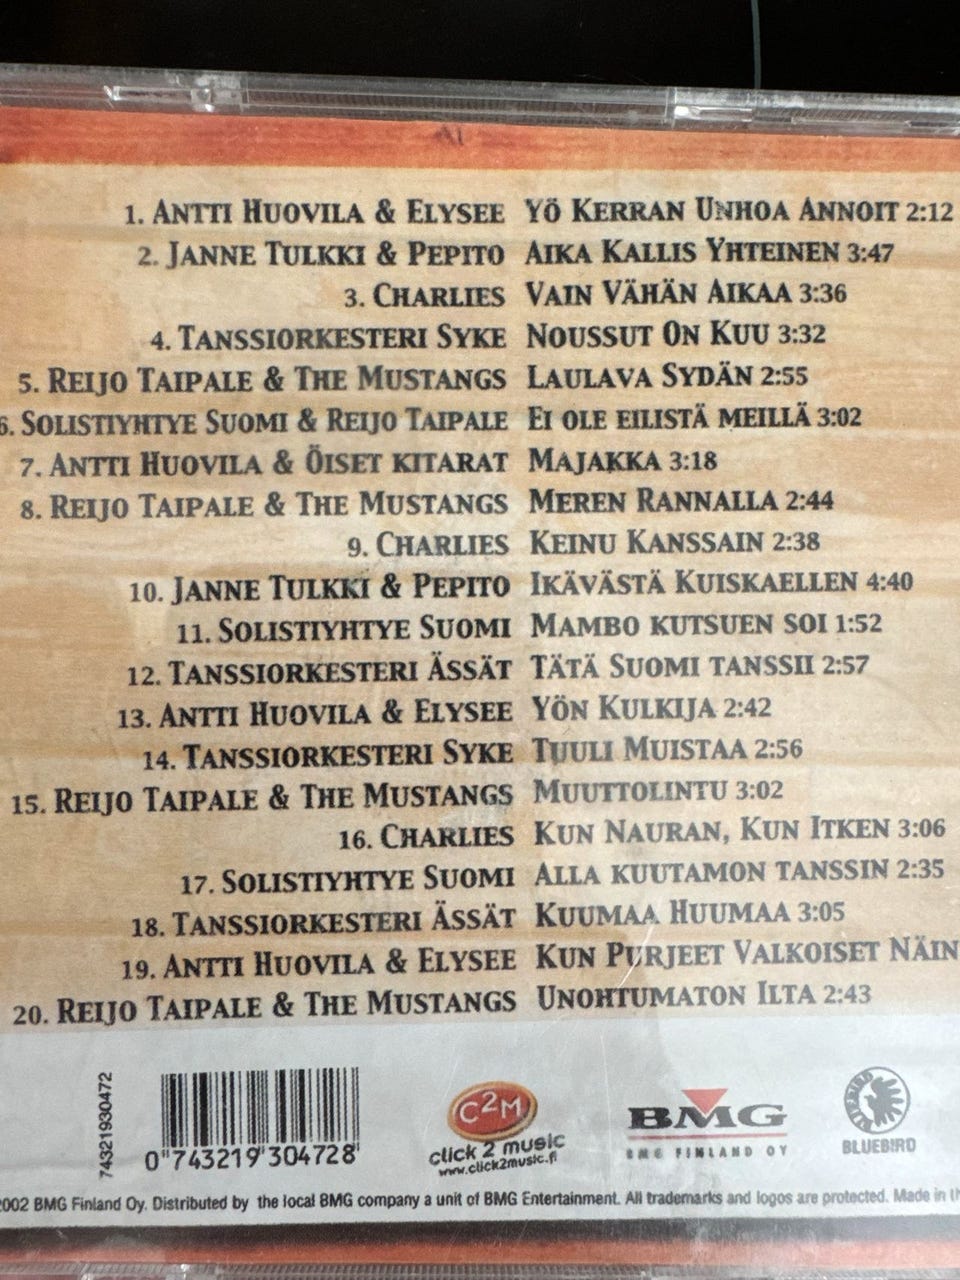 1. ANTTI HUOVILA & ELYSEE YÖ KERRAN UNHOA ANNOIT 2:12
2. JANNE TULKKI & PEPITO AIKA KALLIS YHTEINEN 3:47
3. CHARLIES VAIN VÄHÄN AIKAA 3:36
4. TANSSIORKESTERI SYKE NOUSSUT ON KUU 3:32
5. REIJO TAIPALE & THE MUSTANGS LAULAVA SYDÄN 2:55
6. SOLISTIYHTYE SUOMI & REIJO TAIPALE EI OLE EILISTÄ MEILLÄ 3:02
7. ANTTI HUOVILA & ÖISET KITARAT MAJAKKA 3:18
8. REIJO TAIPALE & THE MUSTANGS MEREN RANNALLA 2:44
9. CHARLIES KEINU KANSSAIN 2:38
10. JANNE TULKKI & PEPITO IKÄVÄSTÄ KUISKAELLEN 4:40
11. SOLISTIYHTYE SUOMI MAMBO KUTSUEN SOI 1:52
12. TANSSIORKESTERI ÄSSÄT TÄTÄ SUOMI TANSSII 2:57
13. ANTTI HUOVILA & ELYSEE YÖN KULKIJA 2:42
14. TANSSIORKESTERI SYKE TUULI MUISTAA 2:56
15. REIJO TAIPALE & THE MUSTANGS MUUTTOLINTU 3:02
16. CHARLIES KUN NAURAN, KUN ITKEN 3:06
17. SOLISTIYHTYE SUOMI ALLA KUUTAMON TANSSIN 2:35
18. TANSSIORKESTERI ÄSSÄT KUUMAA HUUMAA 3:05
19. ANTTI HUOVILA & ELYSEE KUN PURJEET VALKOISET NÄIN
20. REIJO TAIPALE & THE MUSTANGS UNOHTUMATON ILTA 2:43
74321930472
0 743219 304728
C2M
click 2 music
www.click2music.fi
BMG
BMG FINLAND OY
BLUEBIRD
BLUEBIRD
2002 BMG Finland Oy. Distributed by the local BMG company a unit of BMG Entertainment. All trademarks and logos are protected. Made in